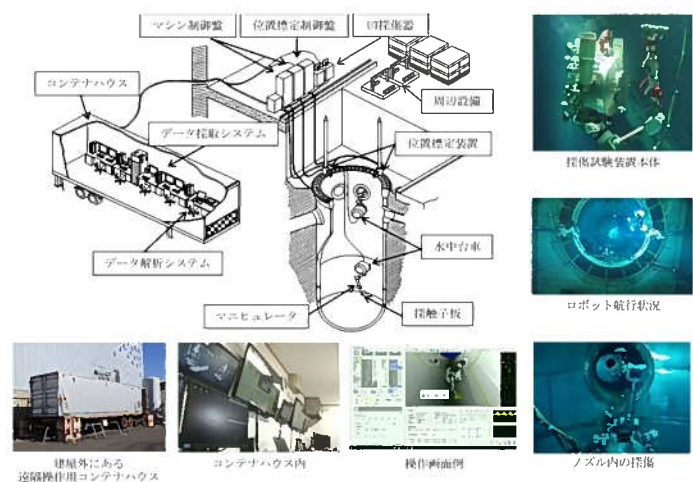 マシン制御盤
位置標定制御盤
UT探傷器
コンテナハウス
周辺設備
データ採取システム
位置標定装置
水中台車
データ解析システム
マニピュレータ
探触子板
探傷試験装置本体
ロボット航行状況
建屋外にある
遠隔操作用コンテナハウス
コンテナハウス内
操作画面例
ノズル内の探傷